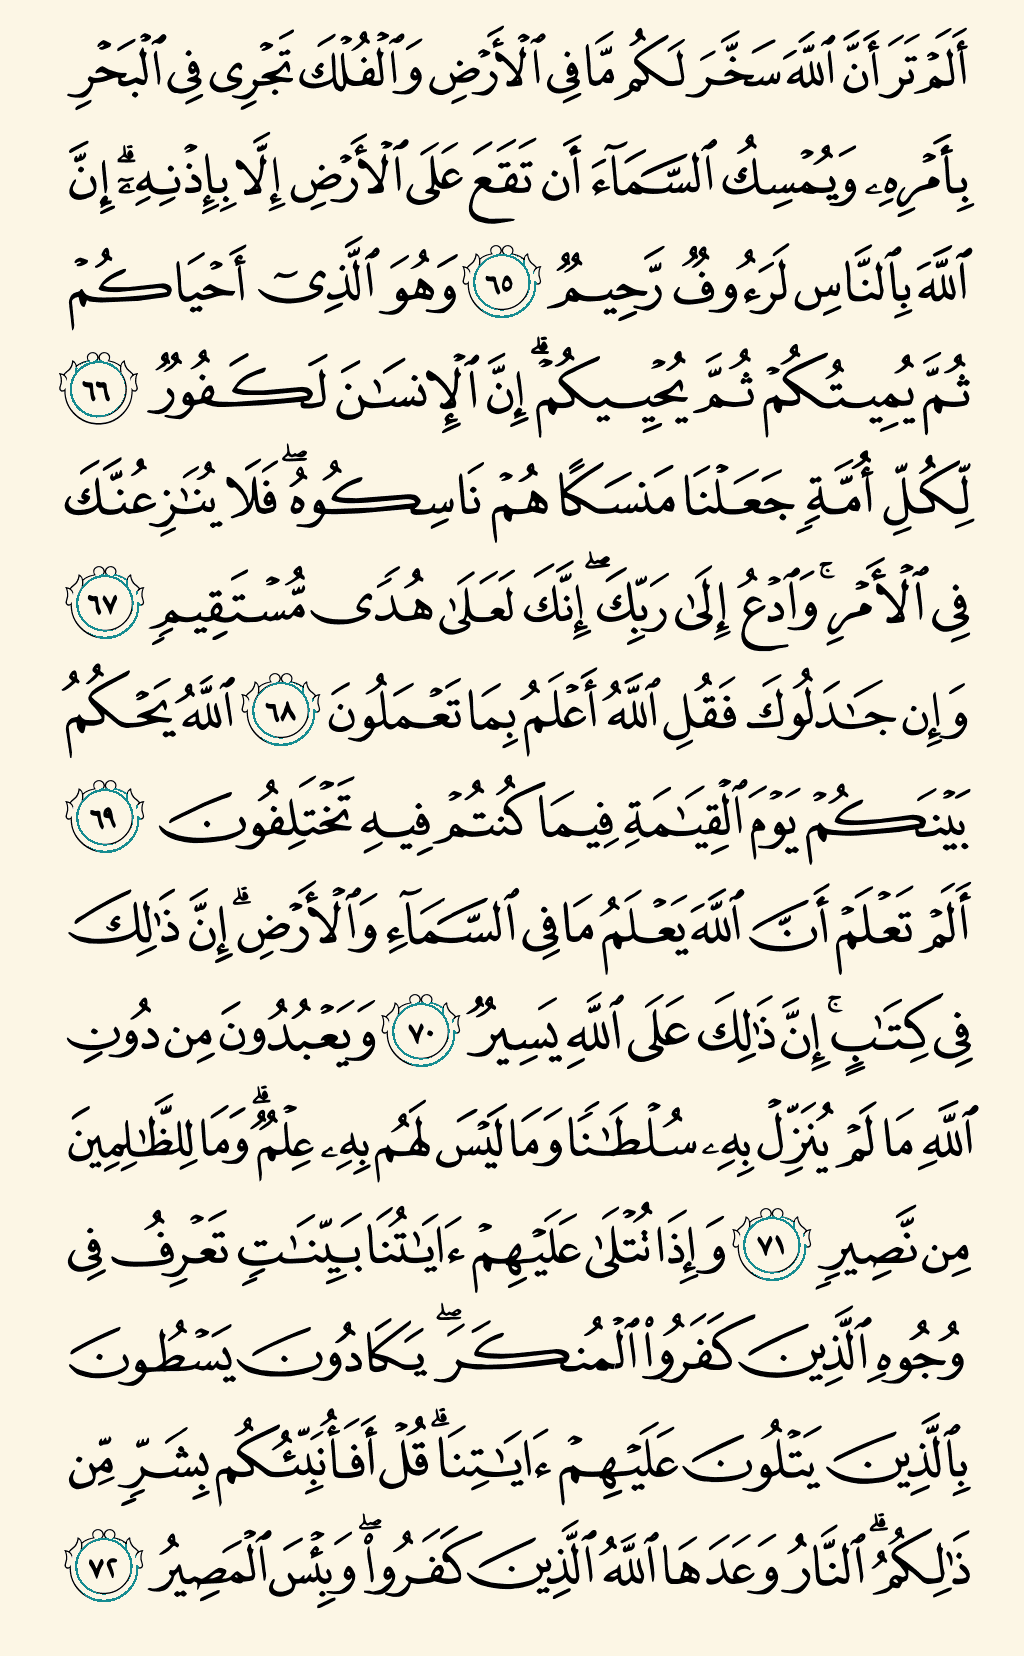 أَلَمۡ تَرَ أَنَّ ٱللَّهَ سَخَّرَ لَكُم مَّا فِي ٱلۡأَرۡضِ وَٱلۡفُلۡكَ تَجۡرِي فِي ٱلۡبَحۡرِ
بِأَمۡرِهِۦ وَيُمۡسِكُ ٱلسَّمَآءَ أَن تَقَعَ عَلَى ٱلۡأَرۡضِ إِلَّا بِإِذۡنِهِۦٓۚ إِنَّ
ٱللَّهَ بِٱلنَّاسِ لَرَءُوفٞ رَّحِيمٞ ٦٥ وَهُوَ ٱلَّذِيٓ أَحۡيَاكُمۡ
ثُمَّ يُمِيتُكُمۡ ثُمَّ يُحۡيِيكُمۡۗ إِنَّ ٱلۡإِنسَٰنَ لَكَفُورٞ ٦٦
لِّكُلِّ أُمَّةٖ جَعَلۡنَا مَنسَكًا هُمۡ نَاسِكُوهُۖ فَلَا يُنَٰزِعُنَّكَ
فِي ٱلۡأَمۡرِۚ وَٱدۡعُ إِلَىٰ رَبِّكَۖ إِنَّكَ لَعَلَىٰ هُدٗى مُّسۡتَقِيمٖ ٦٧
وَإِن جَٰدَلُوكَ فَقُلِ ٱللَّهُ أَعۡلَمُ بِمَا تَعۡمَلُونَ ٦٨ ٱللَّهُ يَحۡكُمُ
بَيۡنَكُمۡ يَوۡمَ ٱلۡقِيَٰمَةِ فِيمَا كُنتُمۡ فِيهِ تَخۡتَلِفُونَ ٦٩
أَلَمۡ تَعۡلَمۡ أَنَّ ٱللَّهَ يَعۡلَمُ مَا فِي ٱلسَّمَآءِ وَٱلۡأَرۡضِۚ إِنَّ ذَٰلِكَ
فِي كِتَٰبٍۚ إِنَّ ذَٰلِكَ عَلَى ٱللَّهِ يَسِيرٞ ٧٠ وَيَعۡبُدُونَ مِن دُونِ
ٱللَّهِ مَا لَمۡ يُنَزِّلۡ بِهِۦ سُلۡطَٰنٗا وَمَا لَيۡسَ لَهُم بِهِۦ عِلۡمٞۗ وَمَا لِلظَّٰلِمِينَ
مِن نَّصِيرٖ ٧١ وَإِذَا تُتۡلَىٰ عَلَيۡهِمۡ ءَايَٰتُنَا بَيِّنَٰتٖ تَعۡرِفُ فِي
وُجُوهِ ٱلَّذِينَ كَفَرُواْ ٱلۡمُنكَرَۖ يَكَادُونَ يَسۡطُونَ
بِٱلَّذِينَ يَتۡلُونَ عَلَيۡهِمۡ ءَايَٰتِنَاۗ قُلۡ أَفَأُنَبِّئُكُم بِشَرّٖ مِّن
ذَٰلِكُمُۚ ٱلنَّارُ وَعَدَهَا ٱللَّهُ ٱلَّذِينَ كَفَرُواْۖ وَبِئۡسَ ٱلۡمَصِيرُ ٧٢